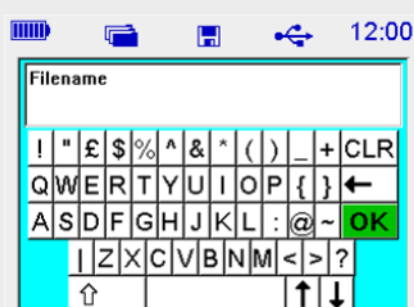 12:00
Filename
! " £ $ % ^ & * ( ) _ + CLR
Q W E R T Y U I O P { } ←
A S D F G H J K L : @ ~ OK
| Z X C V B N M < > ?
⇧ ↑ ↓